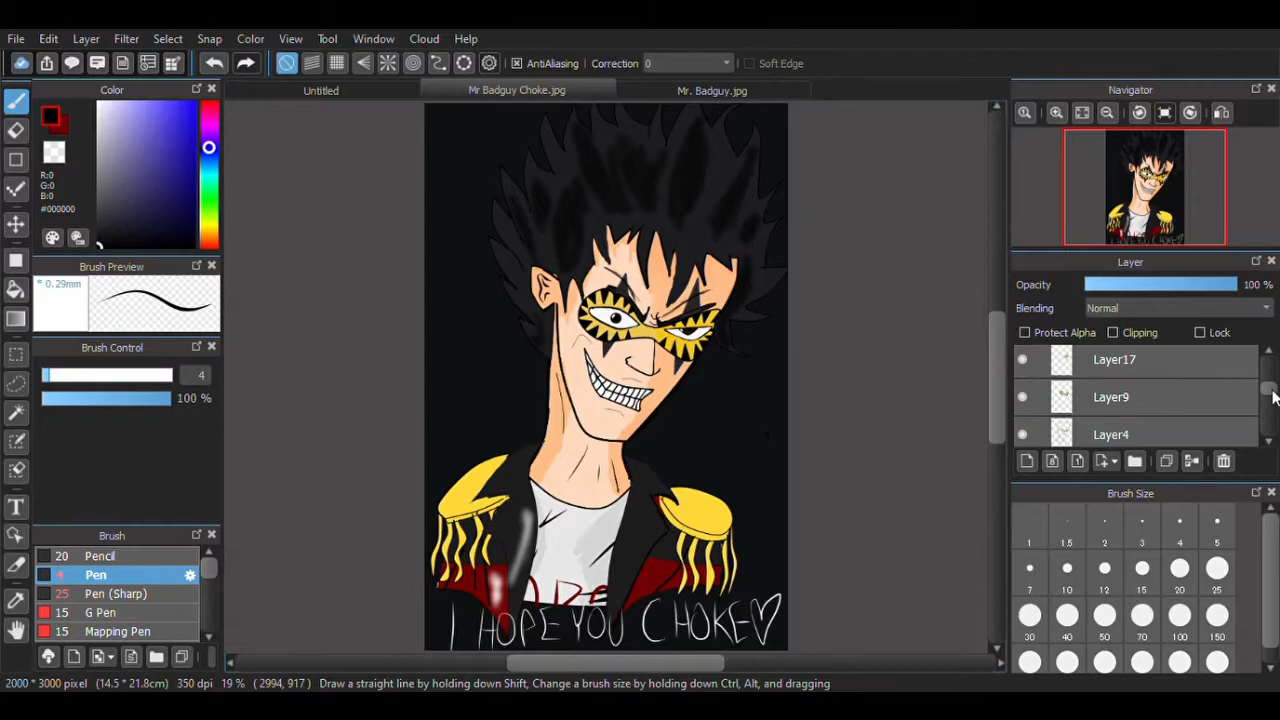 File Edit Layer Filter Select Snap Color View Tool Window Cloud Help
AntiAliasing Correction 0 Soft Edge
Color
Untitled
Mr Badguy Choke.jpg
Mr. Badguy.jpg
Navigator
R:0
G:0
B:0
#000000
Brush Preview
* 0.29mm
Brush Control
4
100 %
Brush
20 Pencil
4 Pen
25 Pen (Sharp)
15 G Pen
15 Mapping Pen
I HOPE YOU CHOKE
Layer
Opacity 100 %
Blending Normal
Protect Alpha Clipping Lock
Layer17
Layer9
Layer4
Brush Size
1 1.5 2 3 4 5
7 10 12 15 20 25
30 40 50 70 100 150
2000 * 3000 pixel (14.5 * 21.8cm) 350 dpi 19 % ( 2994, 917 ) Draw a straight line by holding down Shift, Change a brush size by holding down Ctrl, Alt, and dragging